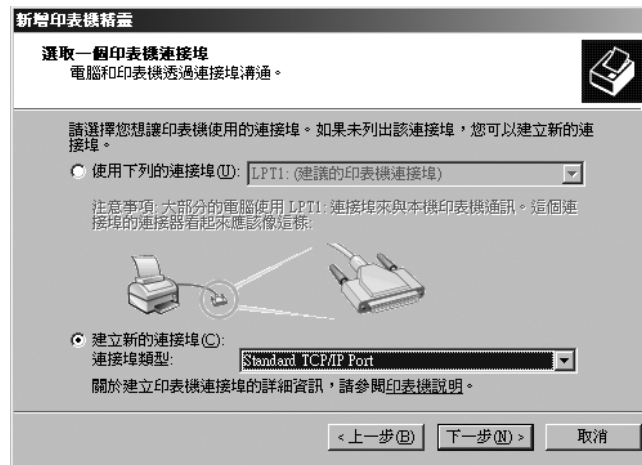 新增印表機精靈
選取一個印表機連接埠
電腦和印表機透過連接埠溝通。
請選擇您想讓印表機使用的連接埠。如果未列出該連接埠，您可以建立新的連
接埠。
使用下列的連接埠(U): LPT1: (建議的印表機連接埠)
注意事項: 大部分的電腦使用 LPT1: 連接埠來與本機印表機通訊。這個連
接埠的連接器看起來應該像這樣:
建立新的連接埠(C):
連接埠類型: Standard TCP/IP Port
關於建立印表機連接埠的詳細資訊，請參閱印表機說明。
<上一步(B) 下一步(N)> 取消